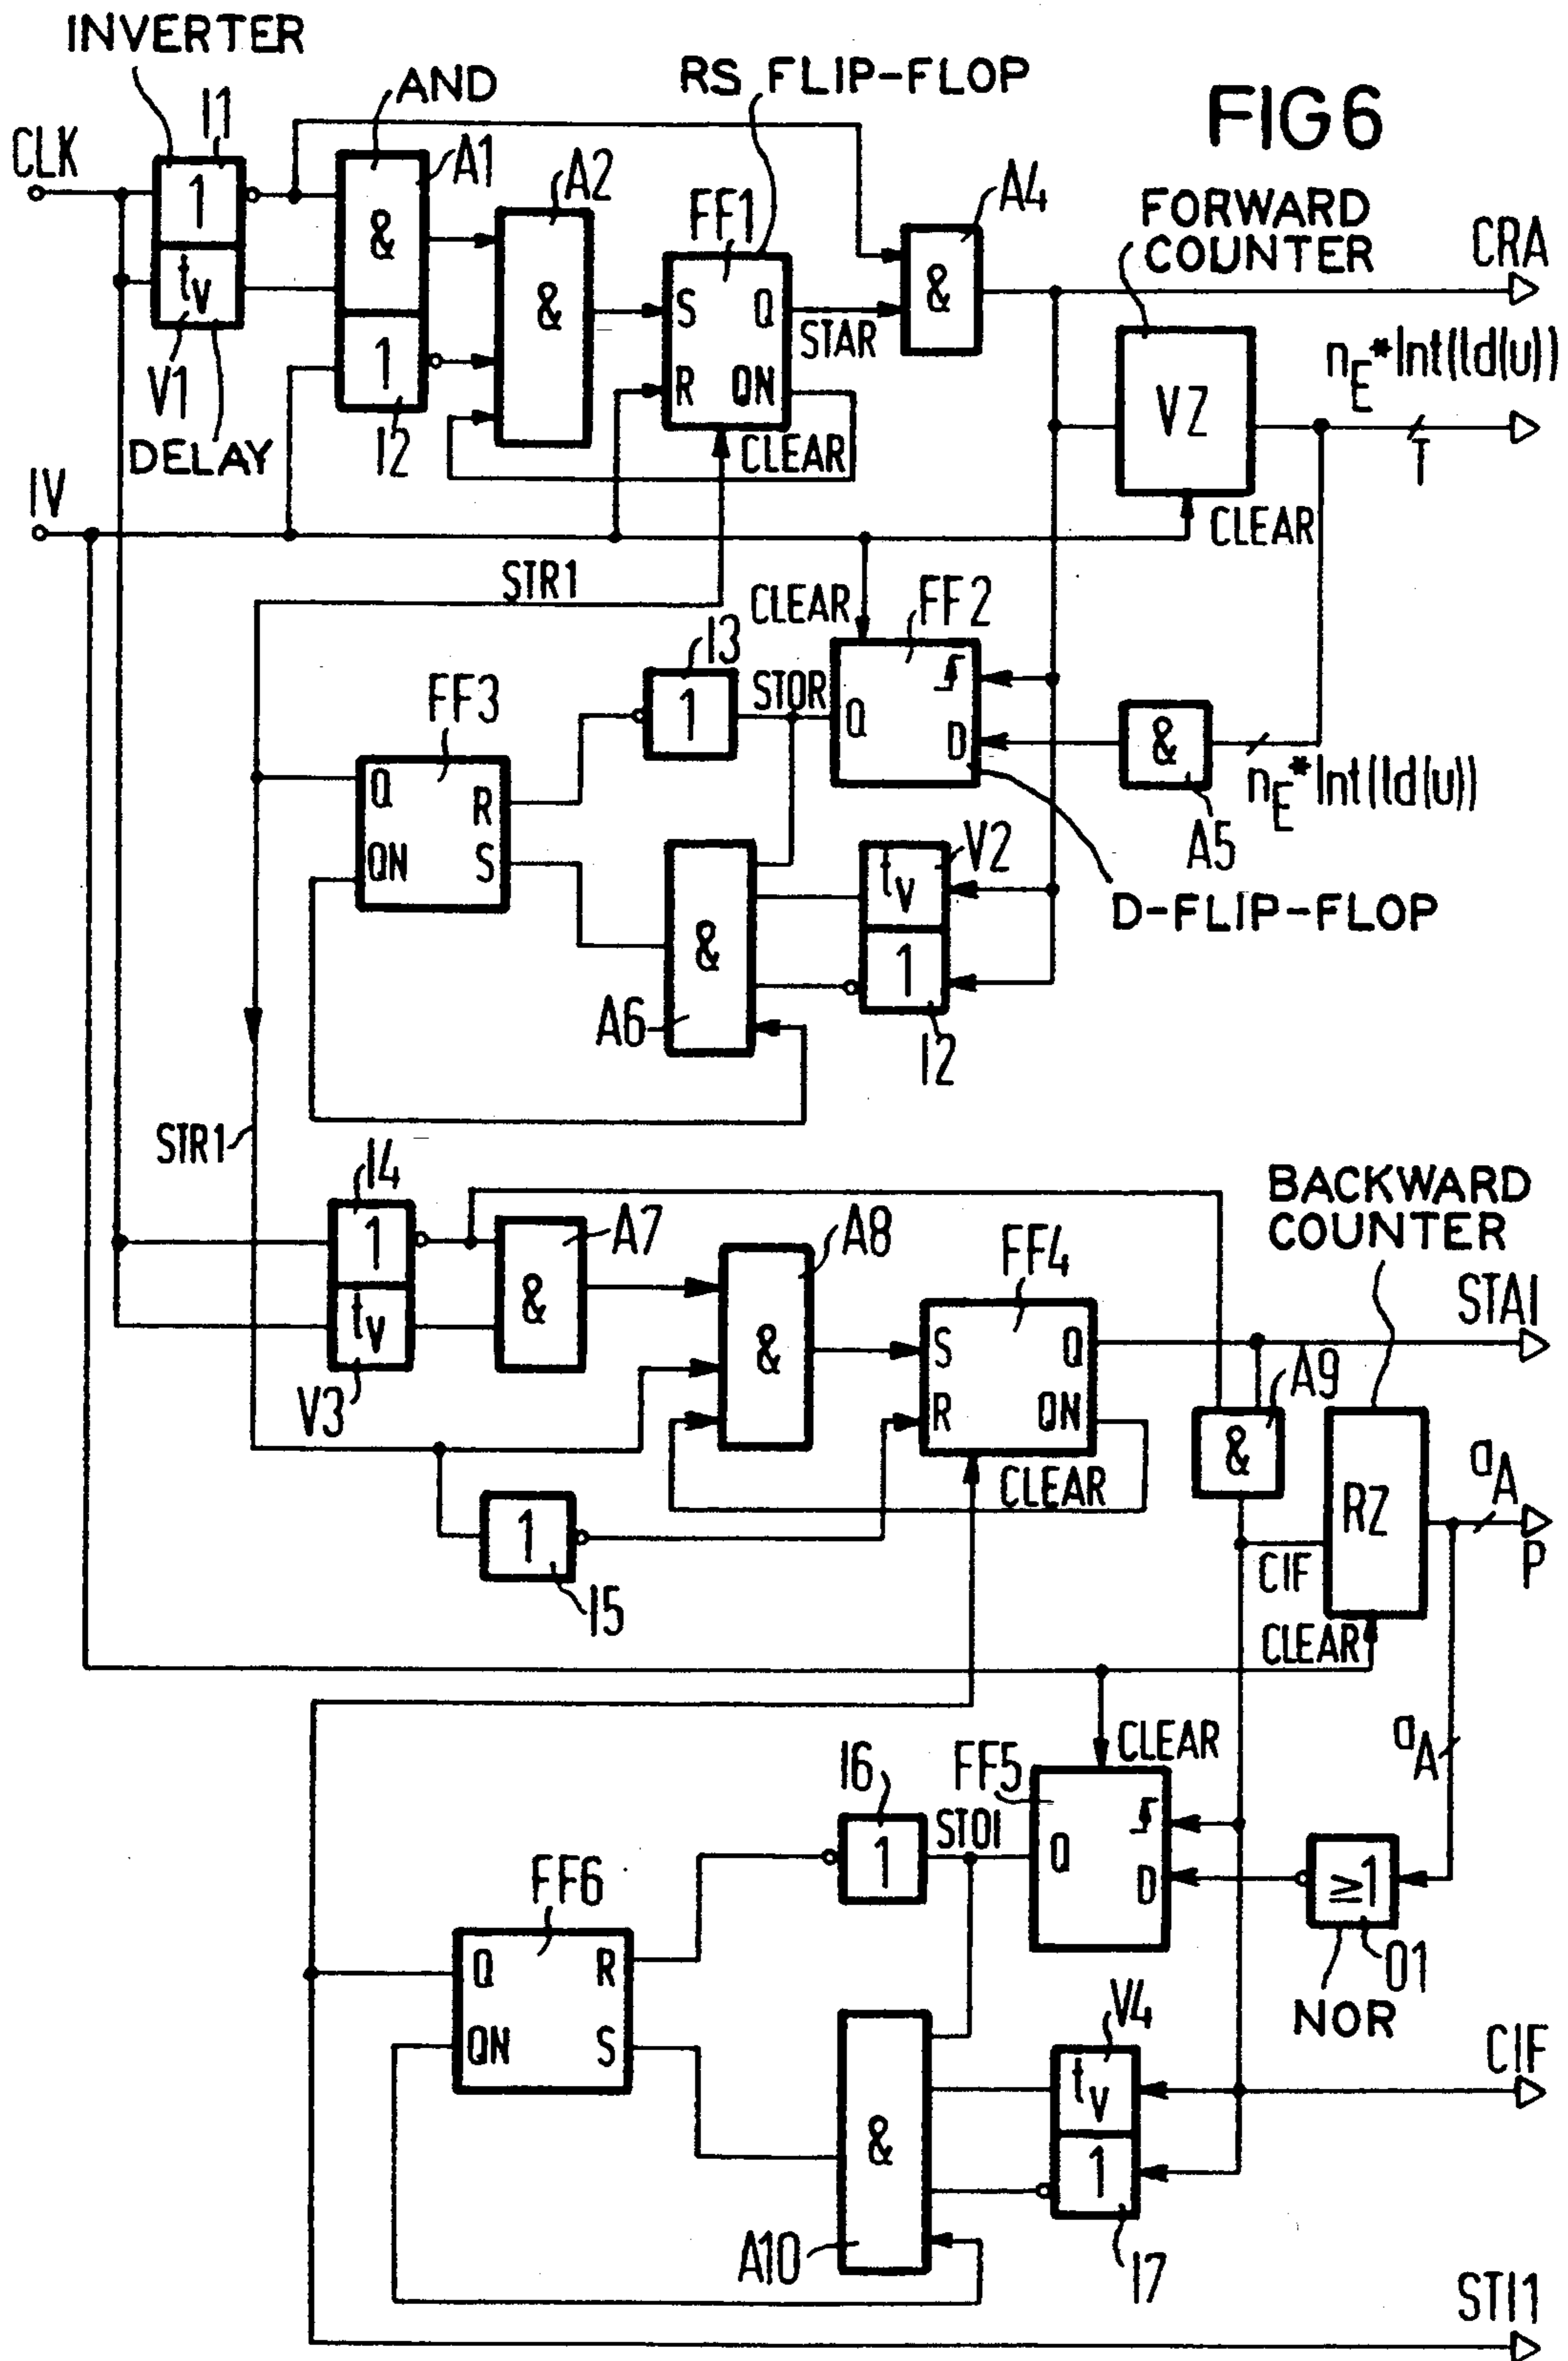 INVERTER
AND
RS FLIP-FLOP
FIG 6
CLK
I1
1
A1
&
A2
&
FF1
S
Q
R
QN
STAR
A4
&
FORWARD
COUNTER
CRA
tv
V1
DELAY
1
I2
CLEAR
VZ
nE*Int(ld(u))
T
IV
CLEAR
STR1
CLEAR
FF2
I3
1
STOR
Q
D
FF3
Q
R
QN
S
&
A5
nE*Int(ld(u))
V2
tv
D-FLIP-FLOP
&
1
A6
I2
STR1
I4
1
tv
V3
A7
&
A8
&
FF4
S
Q
R
QN
CLEAR
BACKWARD
COUNTER
STAI
A9
&
RZ
aA
P
1
I5
CIF
CLEAR
aA
CLEAR
I6
1
STOI
FF5
Q
D
≥1
O1
NOR
FF6
Q
R
QN
S
V4
tv
&
1
CIF
A10
I7
STI1